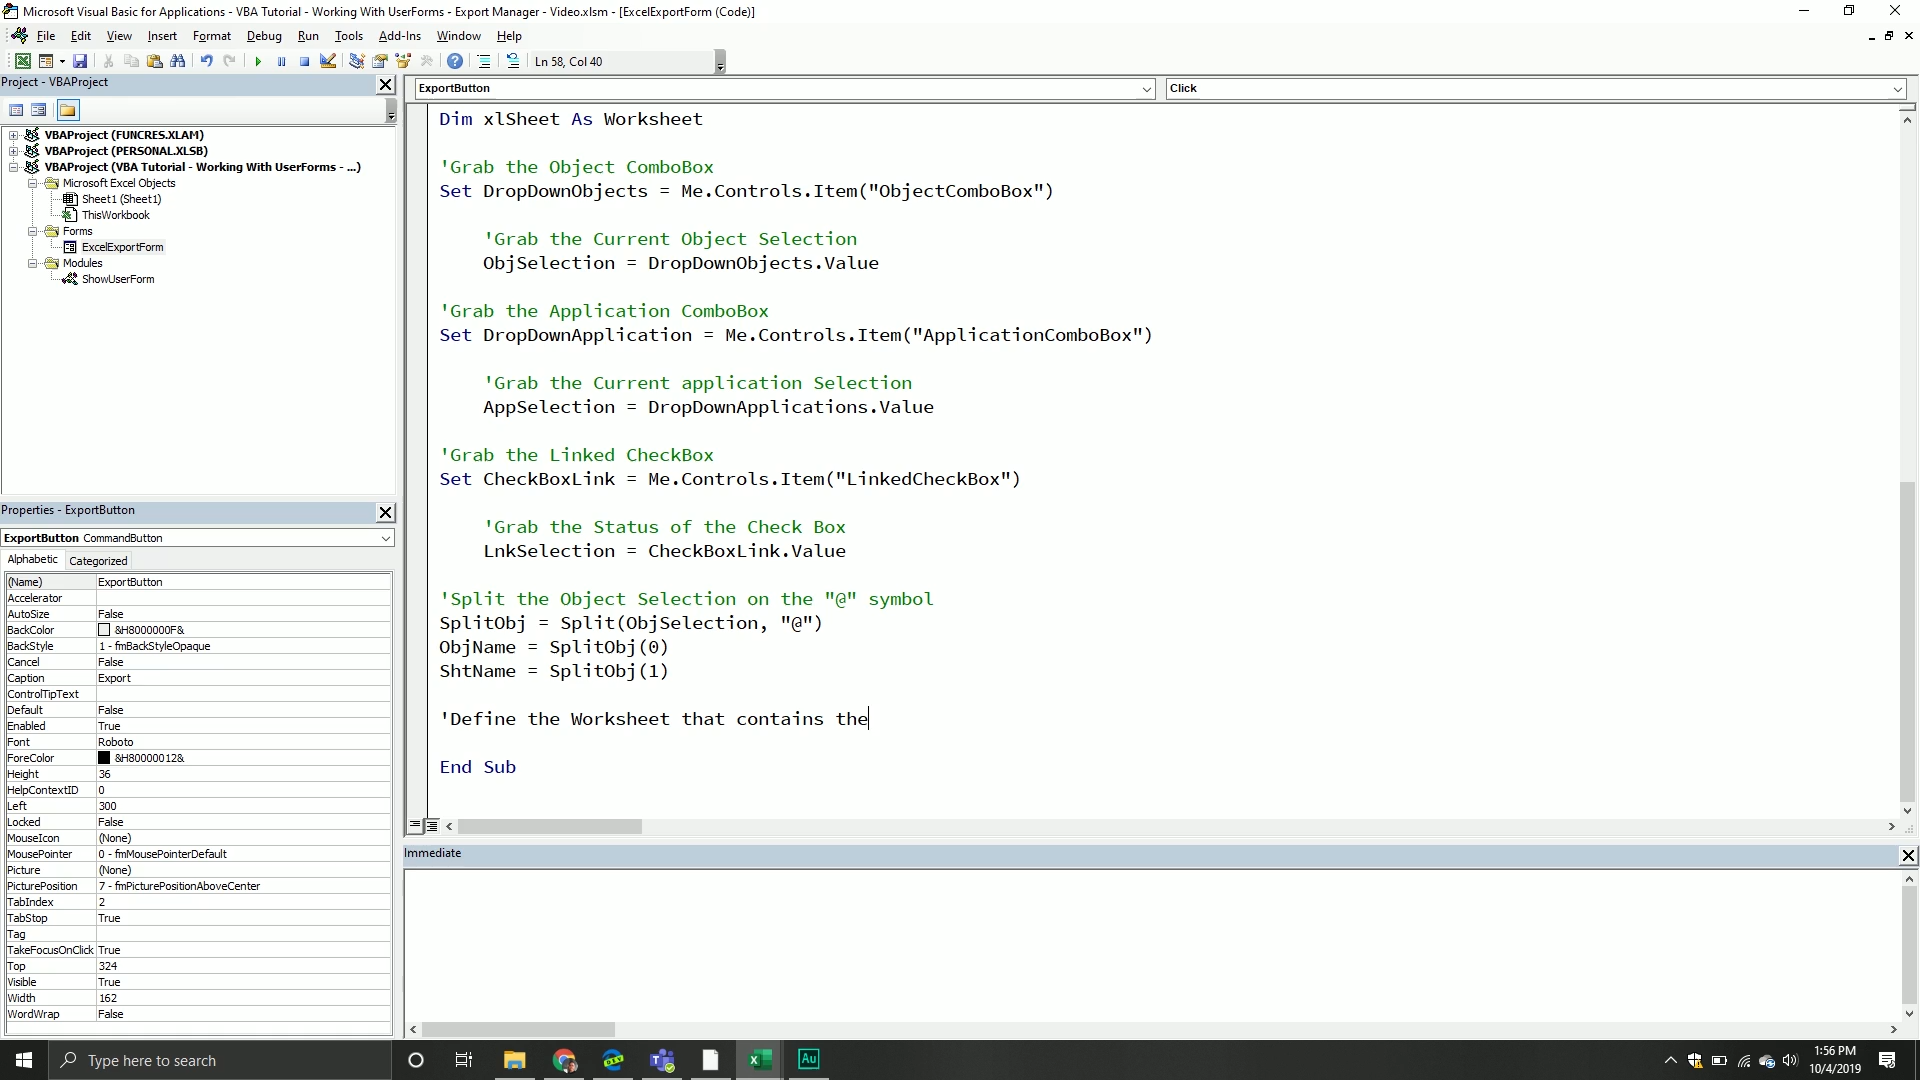 Microsoft Visual Basic for Applications - VBA Tutorial - Working With UserForms - Export Manager - Video.xlsm - [ExcelExportForm (Code)]
File Edit View Insert Format Debug Run Tools Add-Ins Window Help
Ln 58, Col 40
Project - VBAProject
VBAProject (FUNCRES.XLAM)
VBAProject (PERSONAL.XLSB)
VBAProject (VBA Tutorial - Working With UserForms - ...)
Microsoft Excel Objects
Sheet1 (Sheet1)
ThisWorkbook
Forms
ExcelExportForm
Modules
ShowUserForm
Properties - ExportButton
ExportButton CommandButton
Alphabetic Categorized
(Name) ExportButton
Accelerator
AutoSize False
BackColor &H8000000F&
BackStyle 1 - fmBackStyleOpaque
Cancel False
Caption Export
ControlTipText
Default False
Enabled True
Font Roboto
ForeColor &H80000012&
Height 36
HelpContextID 0
Left 300
Locked False
MouseIcon (None)
MousePointer 0 - fmMousePointerDefault
Picture (None)
PicturePosition 7 - fmPicturePositionAboveCenter
TabIndex 2
TabStop True
Tag
TakeFocusOnClick True
Top 324
Visible True
Width 162
WordWrap False
ExportButton Click
Dim xlSheet As Worksheet
'Grab the Object ComboBox
Set DropDownObjects = Me.Controls.Item("ObjectComboBox")
'Grab the Current Object Selection
ObjSelection = DropDownObjects.Value
'Grab the Application ComboBox
Set DropDownApplication = Me.Controls.Item("ApplicationComboBox")
'Grab the Current application Selection
AppSelection = DropDownApplications.Value
'Grab the Linked CheckBox
Set CheckBoxLink = Me.Controls.Item("LinkedCheckBox")
'Grab the Status of the Check Box
LnkSelection = CheckBoxLink.Value
'Split the Object Selection on the "@" symbol
SplitObj = Split(ObjSelection, "@")
ObjName = SplitObj(0)
ShtName = SplitObj(1)
'Define the Worksheet that contains the
End Sub
Immediate
Type here to search
DEV
Au
1:56 PM
10/4/2019